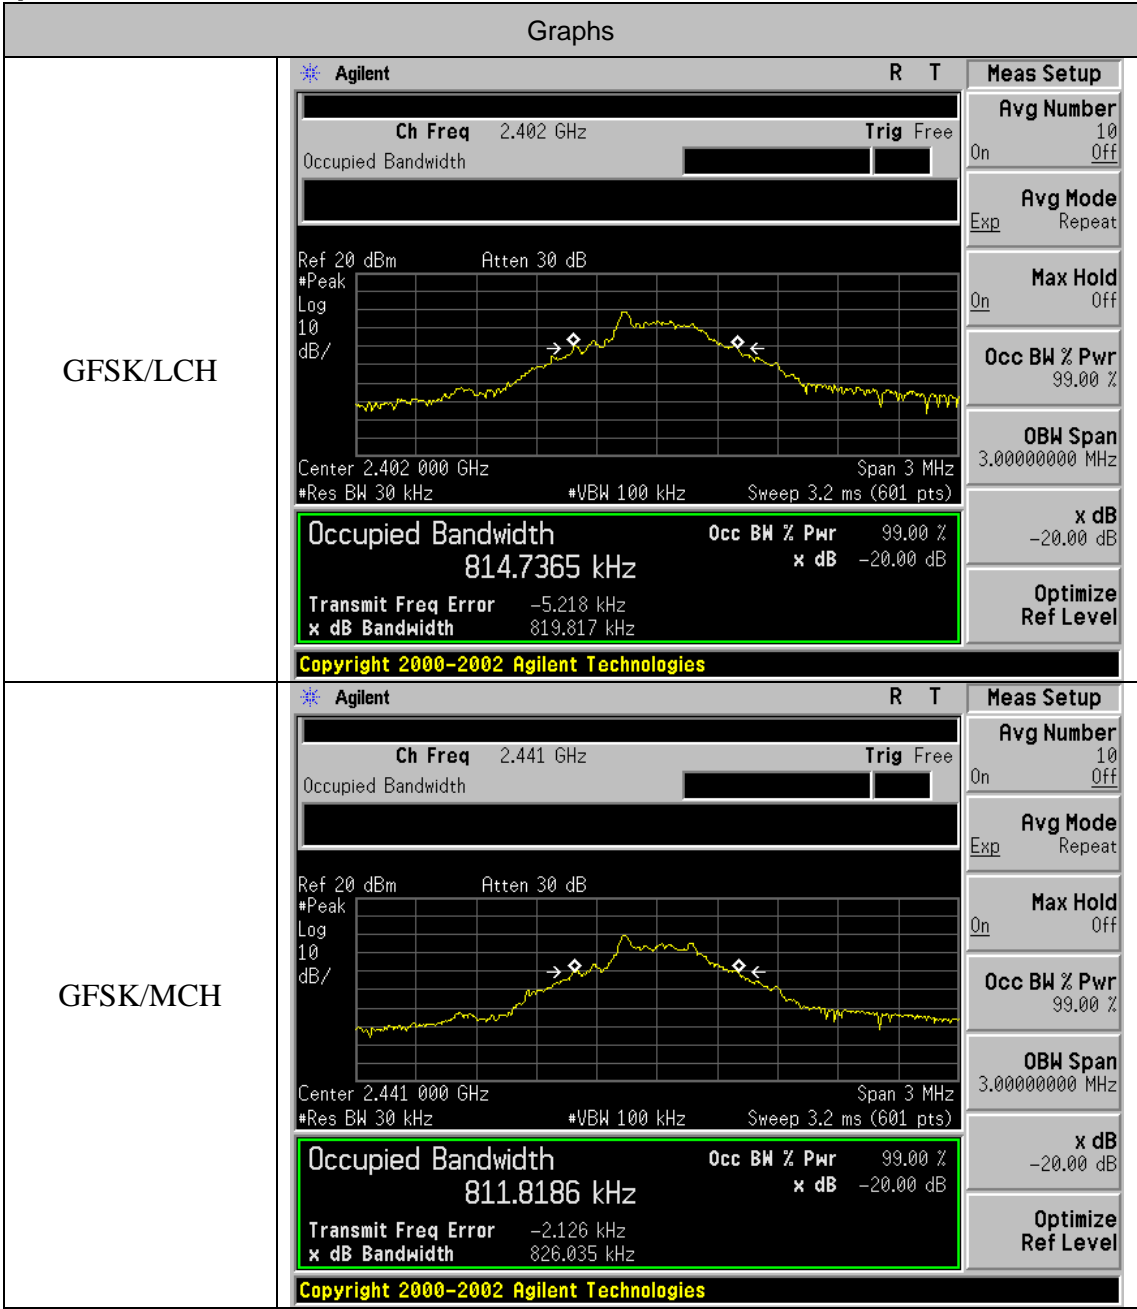 Graphs
GFSK/LCH
Agilent R T Meas Setup
Ch Freq 2.402 GHz Trig Free
Occupied Bandwidth
Avg Number
10
On Off
Avg Mode
Exp Repeat
Max Hold
On Off
Occ BW % Pwr
99.00 %
OBW Span
3.00000000 MHz
x dB
-20.00 dB
Optimize
Ref Level
Ref 20 dBm Atten 30 dB
#Peak
Log
10
dB/
Center 2.402 000 GHz Span 3 MHz
#Res BW 30 kHz #VBW 100 kHz Sweep 3.2 ms (601 pts)
Occupied Bandwidth Occ BW % Pwr 99.00 %
814.7365 kHz x dB -20.00 dB
Transmit Freq Error -5.218 kHz
x dB Bandwidth 819.817 kHz
Copyright 2000-2002 Agilent Technologies
GFSK/MCH
Agilent R T Meas Setup
Ch Freq 2.441 GHz Trig Free
Occupied Bandwidth
Avg Number
10
On Off
Avg Mode
Exp Repeat
Max Hold
On Off
Occ BW % Pwr
99.00 %
OBW Span
3.00000000 MHz
x dB
-20.00 dB
Optimize
Ref Level
Ref 20 dBm Atten 30 dB
#Peak
Log
10
dB/
Center 2.441 000 GHz Span 3 MHz
#Res BW 30 kHz #VBW 100 kHz Sweep 3.2 ms (601 pts)
Occupied Bandwidth Occ BW % Pwr 99.00 %
811.8186 kHz x dB -20.00 dB
Transmit Freq Error -2.126 kHz
x dB Bandwidth 826.035 kHz
Copyright 2000-2002 Agilent Technologies